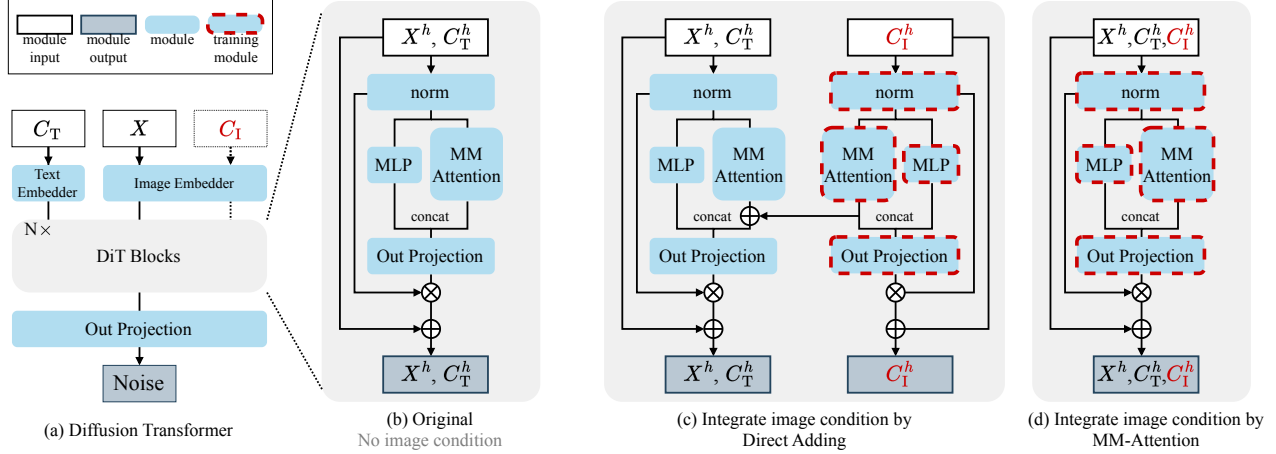 module input
module output
module
training module
C_T
X
C_I
Text Embedder
Image Embedder
N×
DiT Blocks
Out Projection
Noise
(a) Diffusion Transformer
X^h, C_T^h
norm
MLP
MM Attention
concat
Out Projection
X^h, C_T^h
(b) Original
No image condition
X^h, C_T^h
norm
MLP
MM Attention
concat
Out Projection
X^h, C_T^h
C_I^h
norm
MM Attention
MLP
concat
Out Projection
C_I^h
(c) Integrate image condition by
Direct Adding
X^h,C_T^h,C_I^h
norm
MLP
MM Attention
concat
Out Projection
X^h,C_T^h,C_I^h
(d) Integrate image condition by
MM-Attention